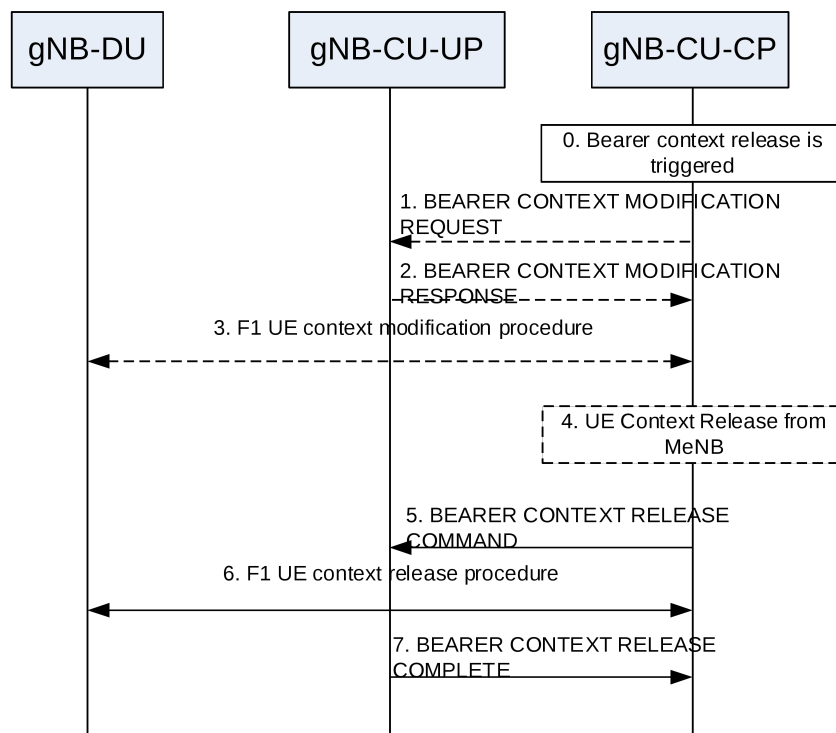 gNB-DU
gNB-CU-UP
gNB-CU-CP
0. Bearer context release is
triggered
1. BEARER CONTEXT MODIFICATION
REQUEST
2. BEARER CONTEXT MODIFICATION
RESPONSE
3. F1 UE context modification procedure
4. UE Context Release from
MeNB
5. BEARER CONTEXT RELEASE
COMMAND
6. F1 UE context release procedure
7. BEARER CONTEXT RELEASE
COMPLETE